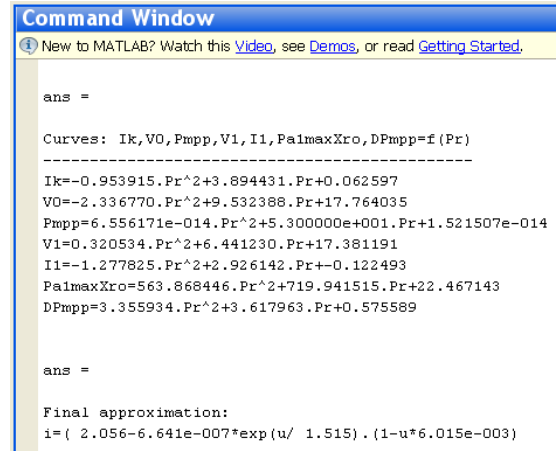 Command Window
New to MATLAB? Watch this Video, see Demos, or read Getting Started.
ans =
Curves: Ik,V0,Pmpp,V1,I1,Pa1maxXro,DPmpp=f(Pr)
-----------------------------------------------
Ik=-0.953915.Pr^2+3.894431.Pr+0.062597
V0=-2.336770.Pr^2+9.532388.Pr+17.764035
Pmpp=6.556171e-014.Pr^2+5.300000e+001.Pr+1.521507e-014
V1=0.320534.Pr^2+6.441230.Pr+17.381191
I1=-1.277825.Pr^2+2.926142.Pr+-0.122493
Pa1maxXro=563.868446.Pr^2+719.941515.Pr+22.467143
DPmpp=3.355934.Pr^2+3.617963.Pr+0.575589
ans =
Final approximation:
i=( 2.056-6.641e-007*exp(u/ 1.515).(1-u*6.015e-003)